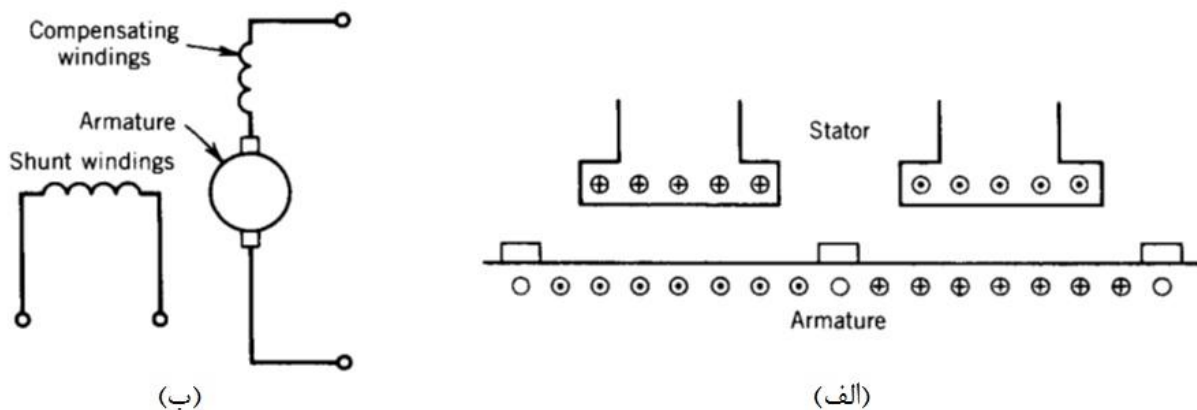 Compensating
windings
Armature
Shunt windings
(ب)
Stator
Armature
(الف)